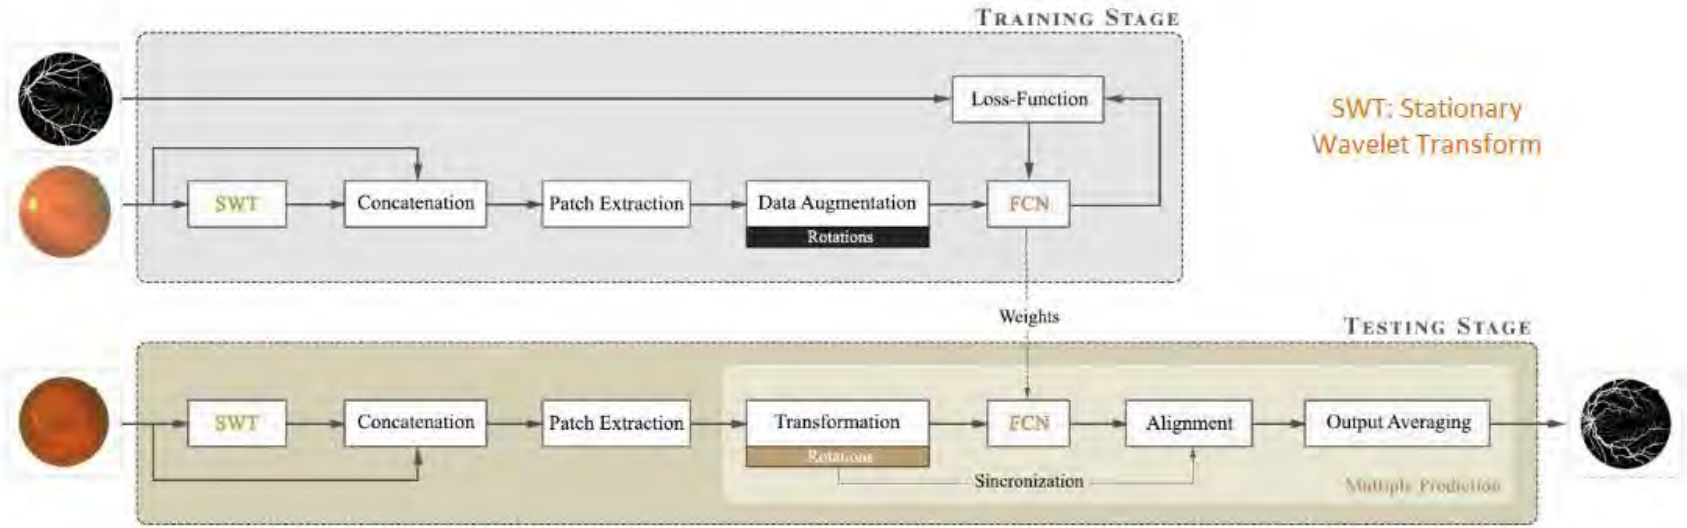 TRAINING STAGE
Loss-Function
SWT: Stationary
Wavelet Transform
SWT
Concatenation
Patch Extraction
Data Augmentation
FCN
Rotations
Weights
TESTING STAGE
SWT
Concatenation
Patch Extraction
Transformation
FCN
Alignment
Output Averaging
Rotations
Sincronization
Multiple Prediction